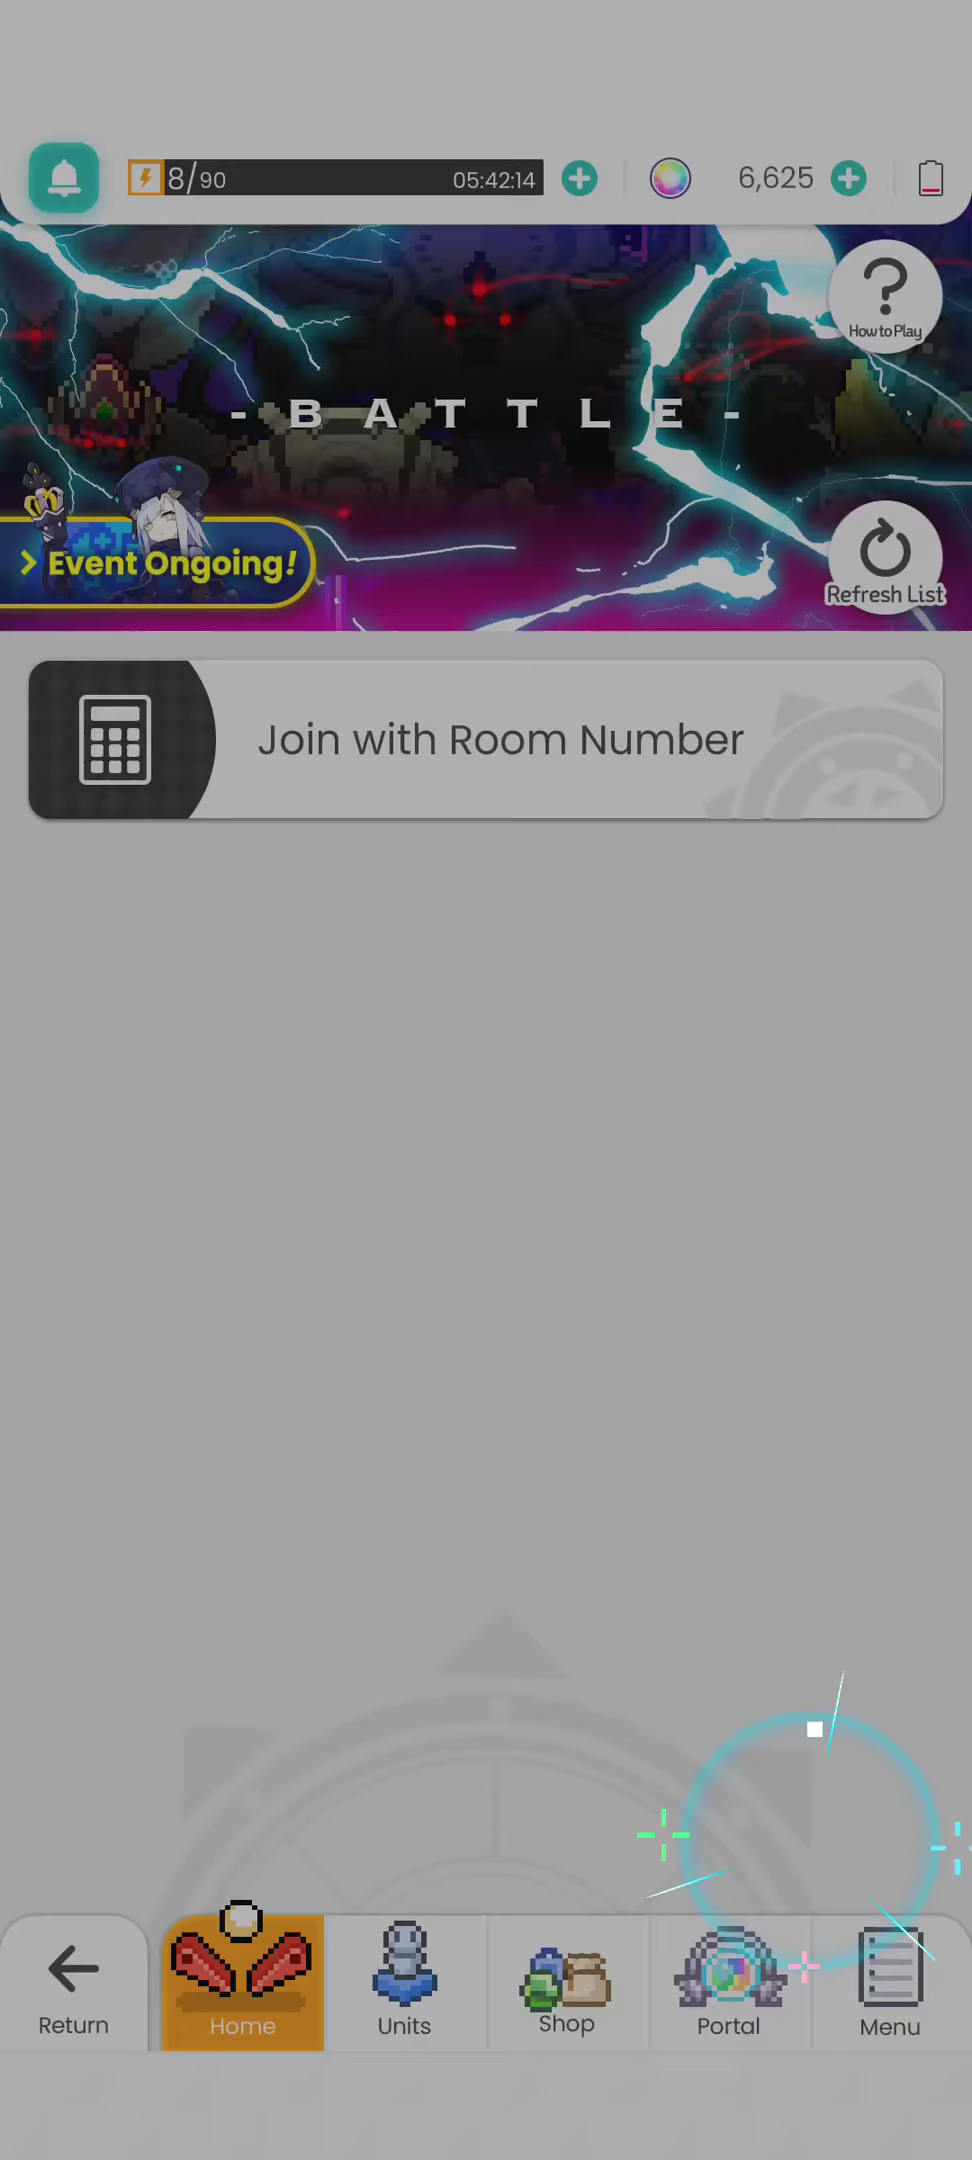 8/90
05:42:14
6,625
How to Play
- BATTLE -
> Event Ongoing!
Refresh List
Join with Room Number
Return
Home
Units
Shop
Portal
Menu